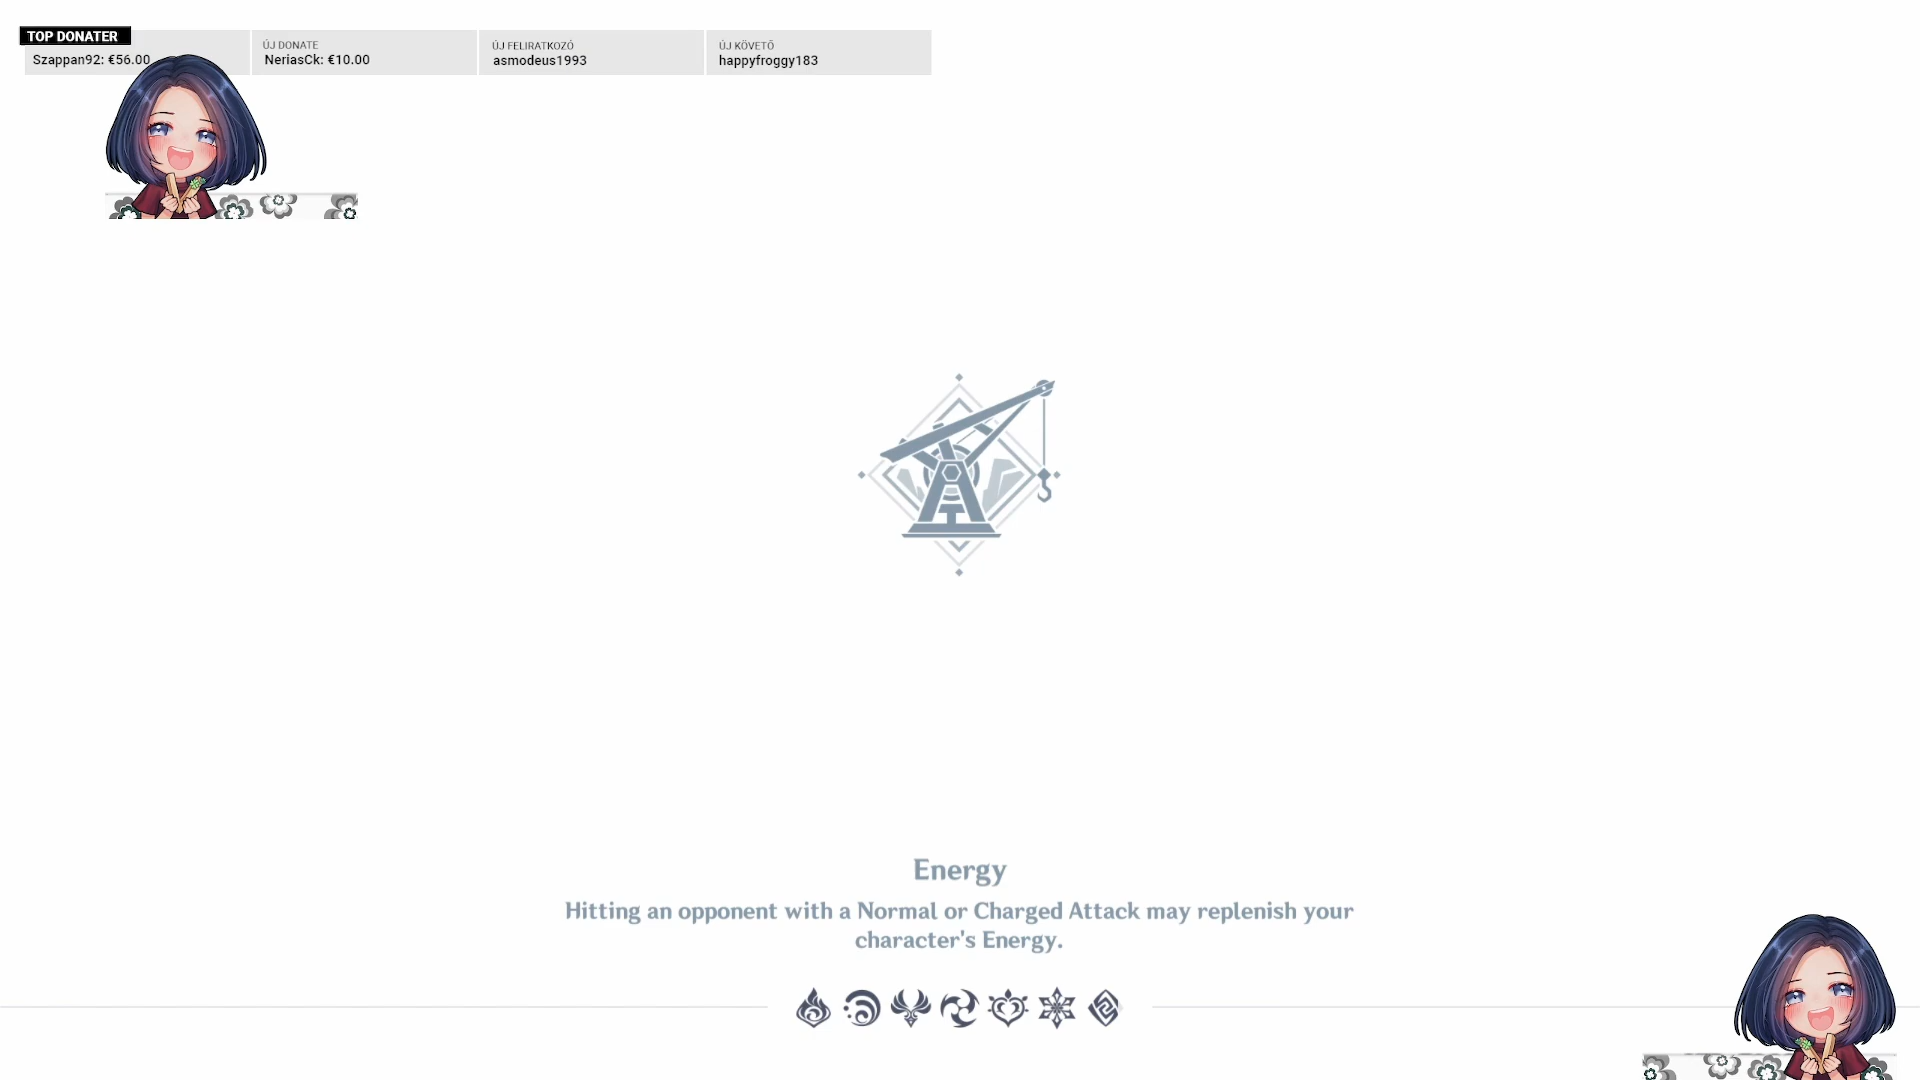 TOP DONATER
Szappan92: €56.00
ÚJ DONATE
NeriasCk: €10.00
ÚJ FELIRATKOZÓ
asmodeus1993
ÚJ KÖVETŐ
happyfroggy183
Energy
Hitting an opponent with a Normal or Charged Attack may replenish your
character's Energy.